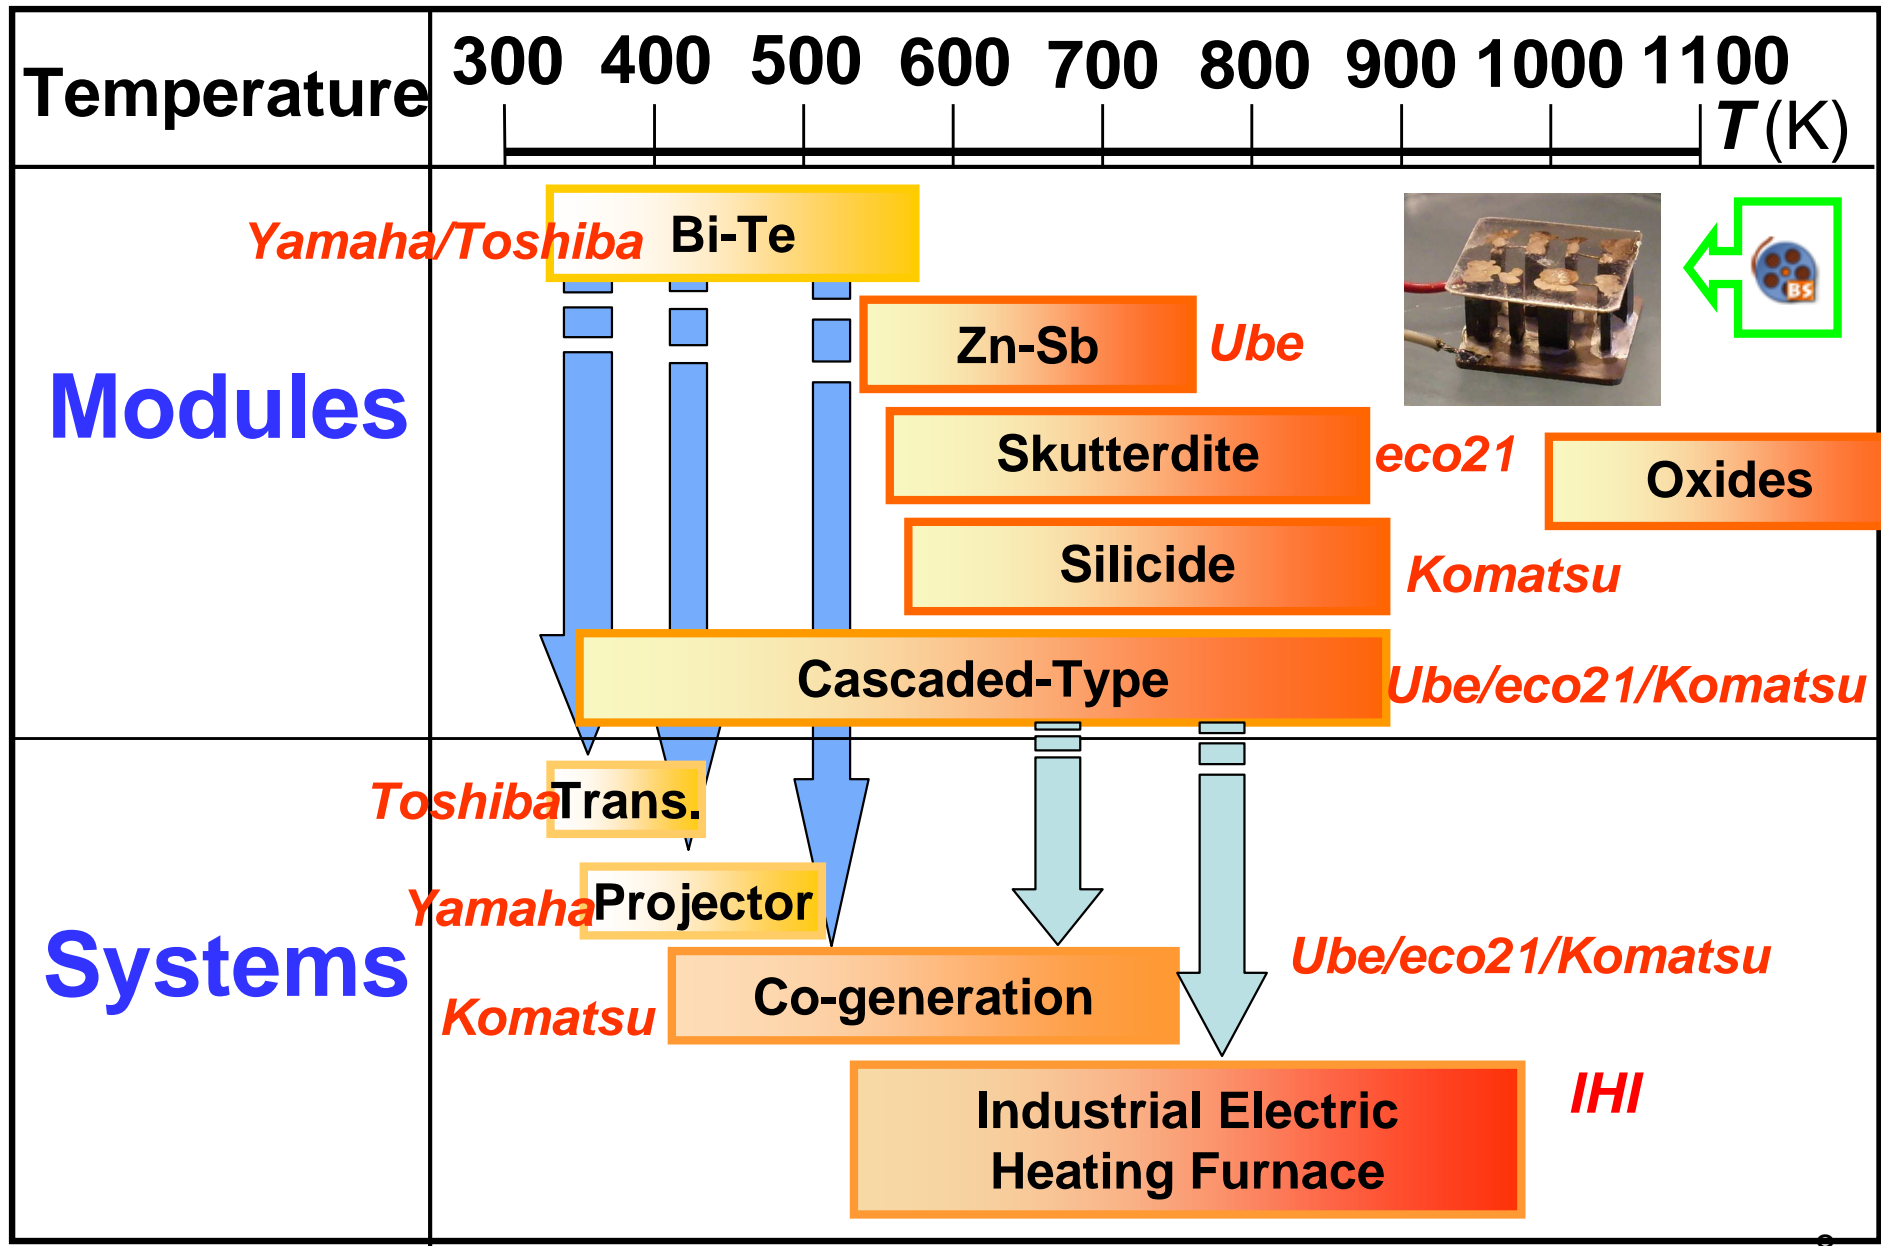 Temperature
300 400 500 600 700 800 900 1000 1100
T (K)
Modules
Yamaha/Toshiba
Bi-Te
BS
Zn-Sb
Ube
Skutterdite
eco21
Oxides
Silicide
Komatsu
Cascaded-Type
Ube/eco21/Komatsu
Systems
Toshiba
Trans.
Yamaha
Projector
Ube/eco21/Komatsu
Komatsu
Co-generation
Industrial Electric
Heating Furnace
IHI